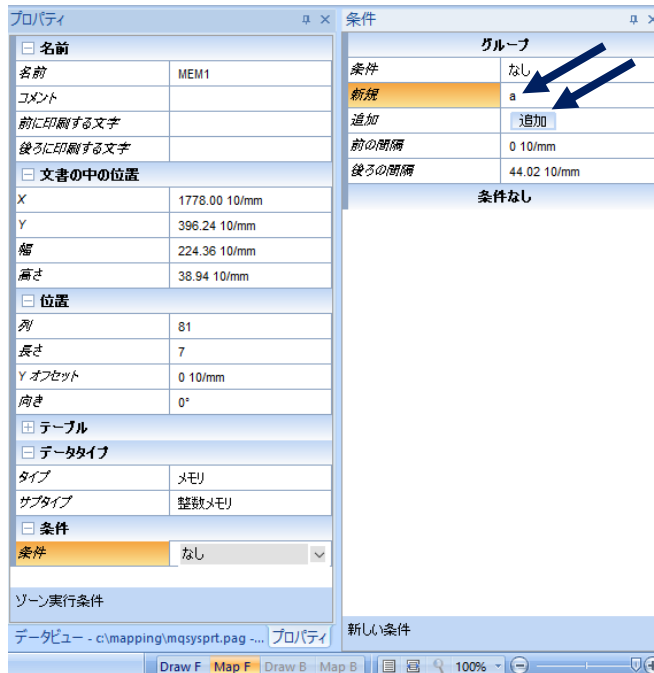 プロパティ
名前
名前 MEM1
コメント
前に印刷する文字
後ろに印刷する文字
文書の中の位置
X 1778.00 10/mm
Y 396.24 10/mm
幅 224.36 10/mm
高さ 38.94 10/mm
位置
列 81
長さ 7
Y オフセット 0 10/mm
向き 0°
テーブル
データタイプ
タイプ メモリ
サブタイプ 整数メモリ
条件
条件 なし
ゾーン実行条件
データビュー - c\mapping\mqsysprt.pag -... プロパティ
条件
グループ
条件 なし
新規 a
追加 追加
前の間隔 0 10/mm
後ろの間隔 44.02 10/mm
条件なし
新しい条件
Draw F Map F Draw B Map B 100%